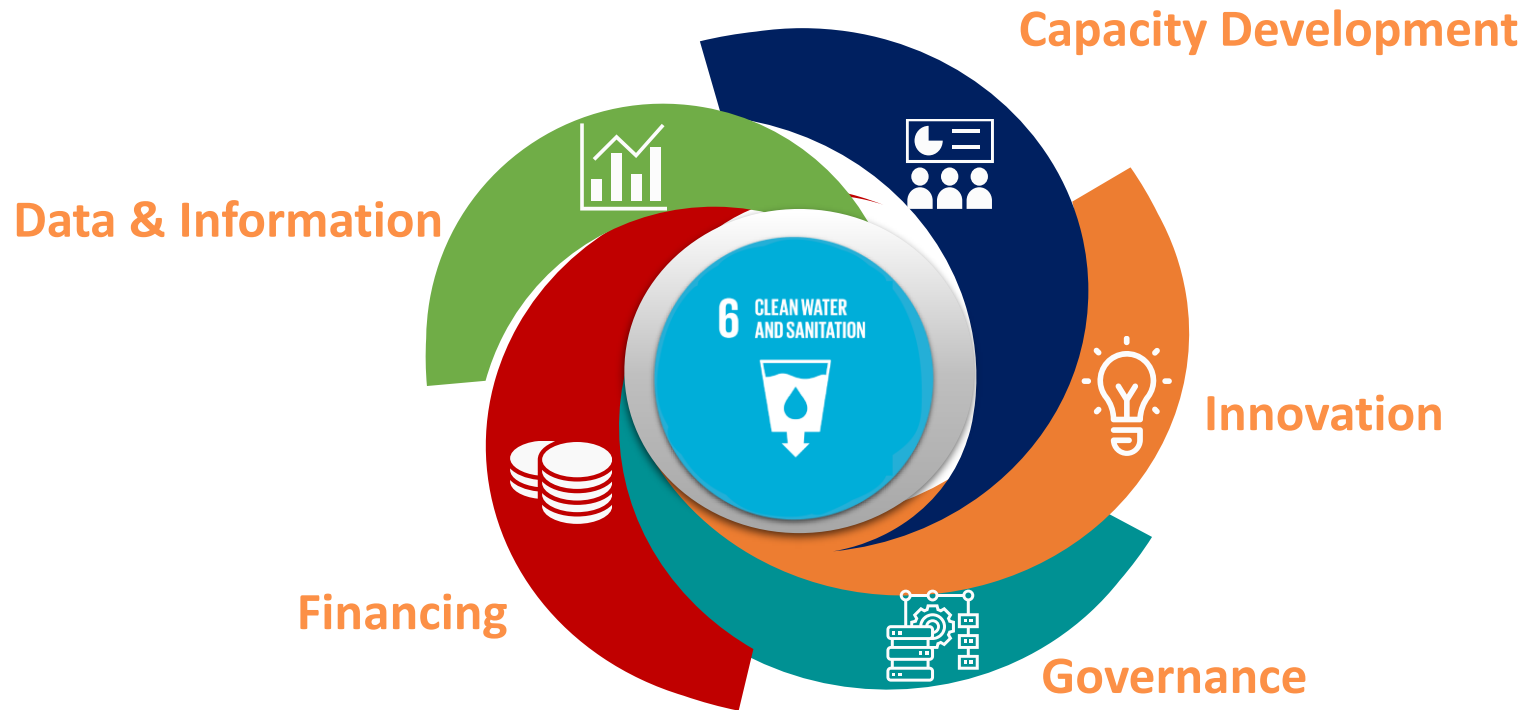 Capacity Development
Data & Information
6 CLEAN WATER
AND SANITATION
Innovation
Financing
Governance